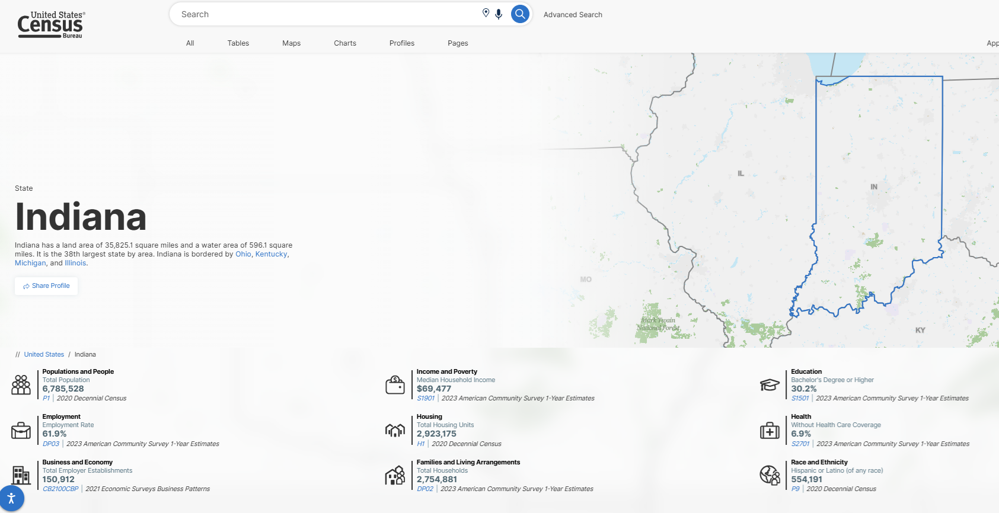 United States®
Census
Bureau
Search
Advanced Search
All
Tables
Maps
Charts
Profiles
Pages
App
IL
IN
MO
KY
Mark Twain
National Forest
State
Indiana
Indiana has a land area of 35,825.1 square miles and a water area of 596.1 square
miles. It is the 38th largest state by area. Indiana is bordered by Ohio, Kentucky,
Michigan, and Illinois.
Share Profile
// United States / Indiana
Populations and People
Total Population
6,785,528
P1 | 2020 Decennial Census
Income and Poverty
Median Household Income
$69,477
S1901 | 2023 American Community Survey 1-Year Estimates
Education
Bachelor's Degree or Higher
30.2%
S1501 | 2023 American Community Survey 1-Year Estimates
Employment
Employment Rate
61.9%
DP03 | 2023 American Community Survey 1-Year Estimates
Housing
Total Housing Units
2,923,175
H1 | 2020 Decennial Census
Health
Without Health Care Coverage
6.9%
S2701 | 2023 American Community Survey 1-Year Estimates
Business and Economy
Total Employer Establishments
150,912
CB2100CBP | 2021 Economic Surveys Business Patterns
Families and Living Arrangements
Total Households
2,754,881
DP02 | 2023 American Community Survey 1-Year Estimates
Race and Ethnicity
Hispanic or Latino (of any race)
554,191
P9 | 2020 Decennial Census